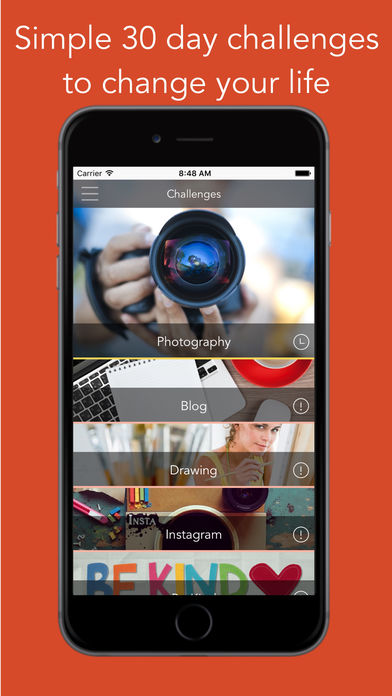 Simple 30 day challenges
to change your life
Carrier 8:48 AM
Challenges
Photography
Blog
Drawing
INSTA
Instagram
BE KIND